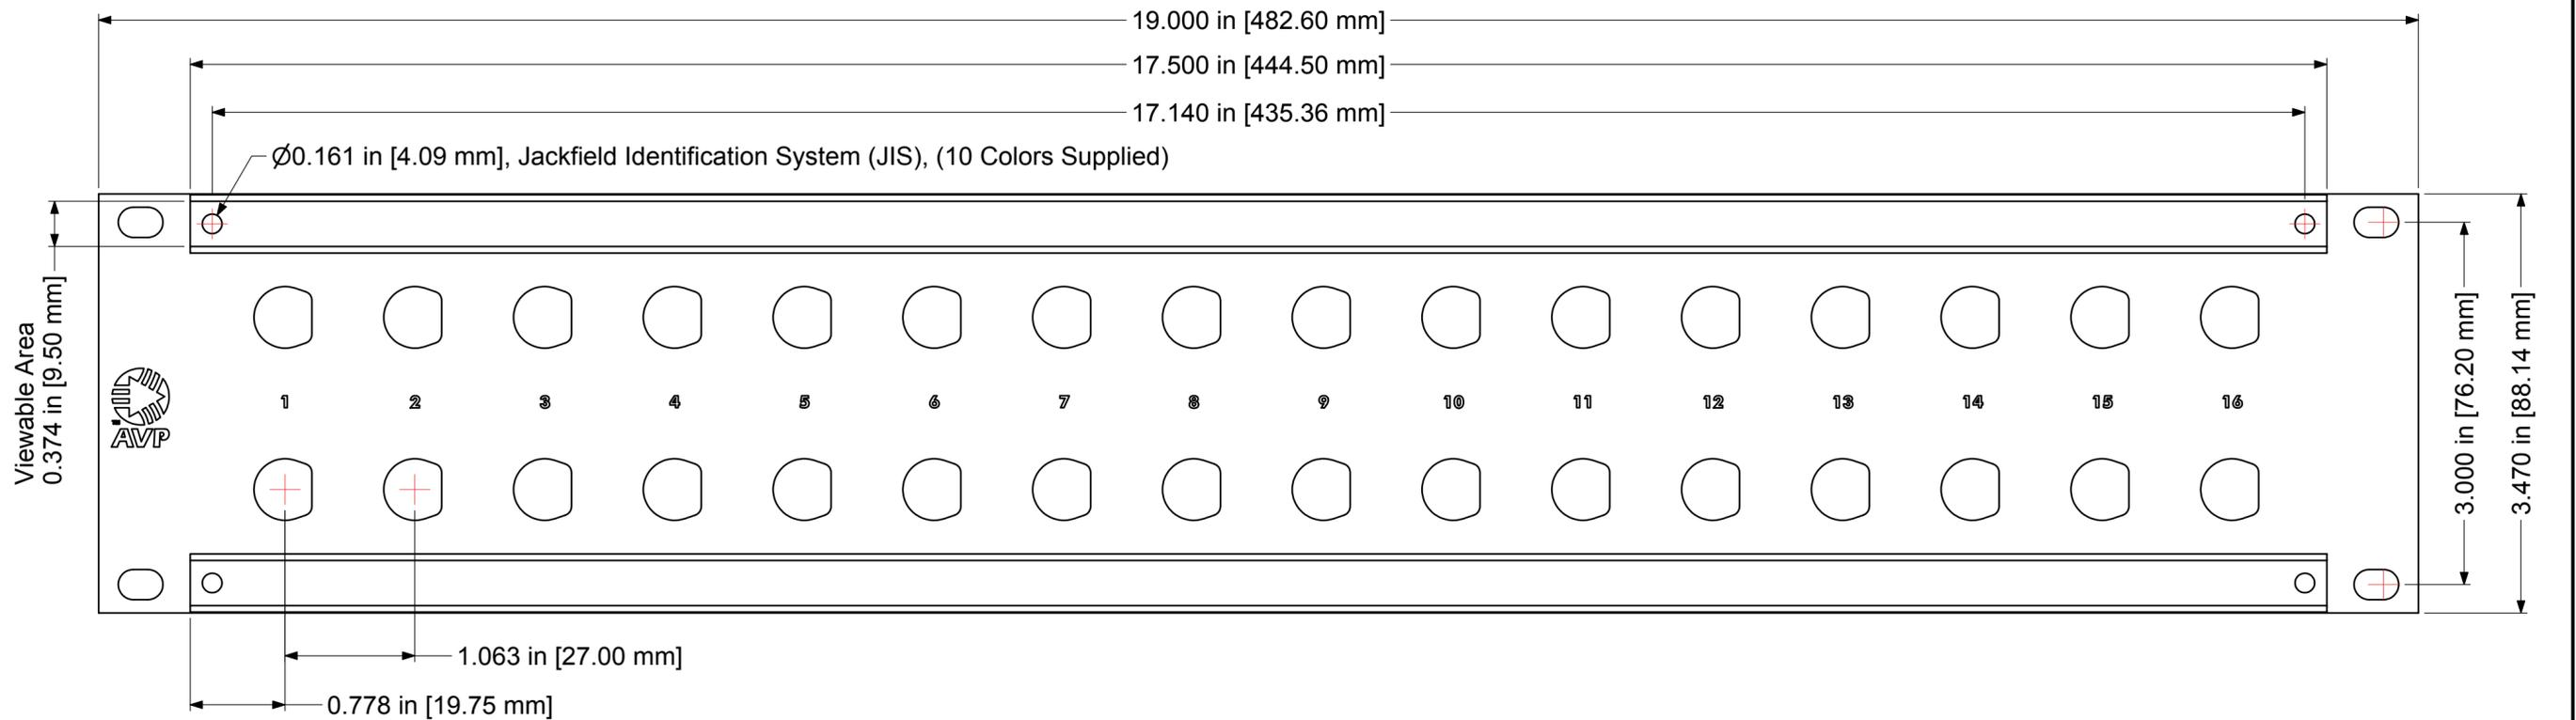 19.000 in [482.60 mm]
17.500 in [444.50 mm]
17.140 in [435.36 mm]
Ø0.161 in [4.09 mm], Jackfield Identification System (JIS), (10 Colors Supplied)
Viewable Area
0.374 in [9.50 mm]
AVP
1 2 3 4 5 6 7 8 9 10 11 12 13 14 15 16
3.000 in [76.20 mm]
3.470 in [88.14 mm]
1.063 in [27.00 mm]
0.778 in [19.75 mm]